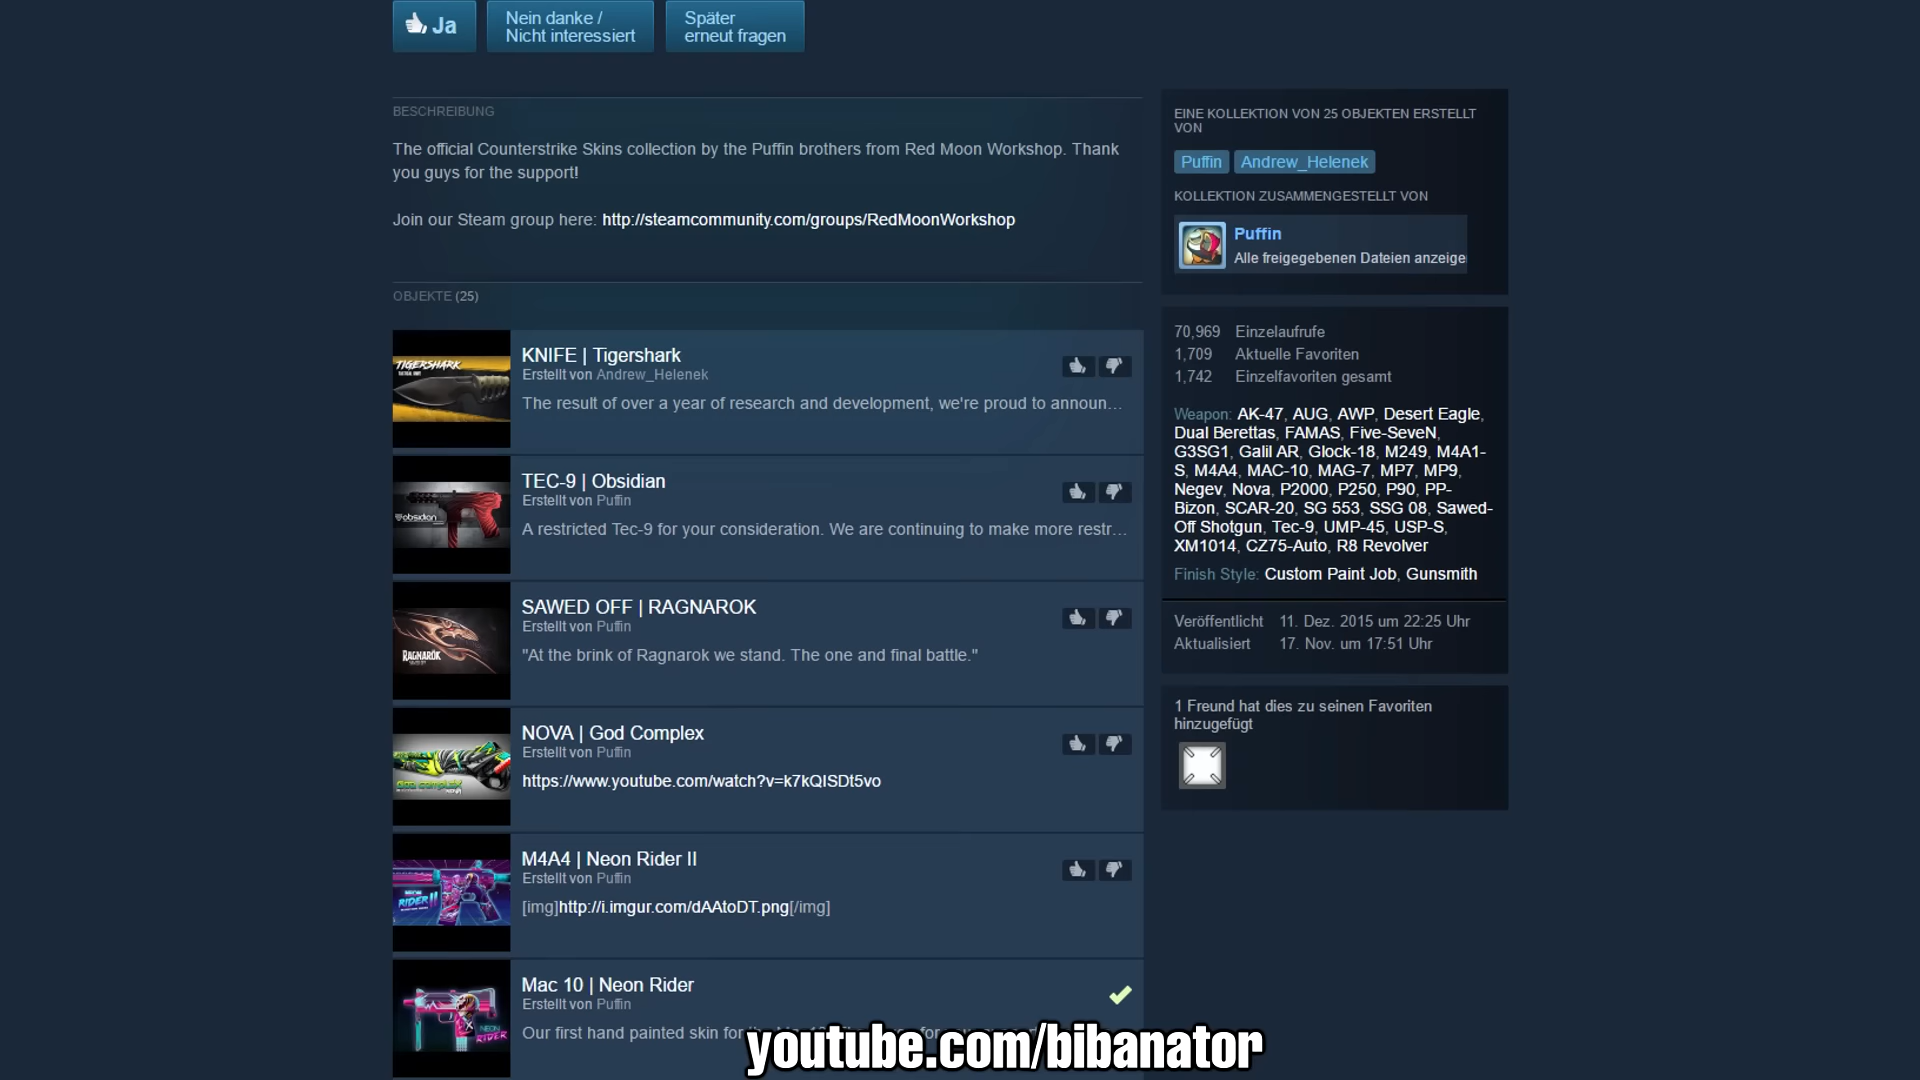 Ja
Nein danke /
Nicht interessiert
Später
erneut fragen
BESCHREIBUNG
The official Counterstrike Skins collection by the Puffin brothers from Red Moon Workshop. Thank
you guys for the support!
Join our Steam group here: http://steamcommunity.com/groups/RedMoonWorkshop
OBJEKTE (25)
TIGERSHARK
KNIFE | Tigershark
Erstellt von Andrew_Helenek
The result of over a year of research and development, we're proud to announ...
obsidian
TEC-9 | Obsidian
Erstellt von Puffin
A restricted Tec-9 for your consideration. We are continuing to make more restr...
RAGNARÖK
SAWED OFF | RAGNAROK
Erstellt von Puffin
"At the brink of Ragnarok we stand. The one and final battle."
GOD COMPLEX
NOVA | God Complex
Erstellt von Puffin
https://www.youtube.com/watch?v=k7kQISDt5vo
NEON
RIDER II
M4A4 | Neon Rider II
Erstellt von Puffin
[img]http://i.imgur.com/dAAtoDT.png[/img]
NEON
RIDER
Mac 10 | Neon Rider
Erstellt von Puffin
Our first hand painted skin for
EINE KOLLEKTION VON 25 OBJEKTEN ERSTELLT
VON
Puffin Andrew_Helenek
KOLLEKTION ZUSAMMENGESTELLT VON
Puffin
Alle freigegebenen Dateien anzeige
70,969 Einzelaufrufe
1,709 Aktuelle Favoriten
1,742 Einzelfavoriten gesamt
Weapon: AK-47, AUG, AWP, Desert Eagle,
Dual Berettas, FAMAS, Five-SeveN,
G3SG1, Galil AR, Glock-18, M249, M4A1-
S, M4A4, MAC-10, MAG-7, MP7, MP9,
Negev, Nova, P2000, P250, P90, PP-
Bizon, SCAR-20, SG 553, SSG 08, Sawed-
Off Shotgun, Tec-9, UMP-45, USP-S,
XM1014, CZ75-Auto, R8 Revolver
Finish Style: Custom Paint Job, Gunsmith
Veröffentlicht 11. Dez. 2015 um 22:25 Uhr
Aktualisiert 17. Nov. um 17:51 Uhr
1 Freund hat dies zu seinen Favoriten
hinzugefügt
youtube.com/bibanator